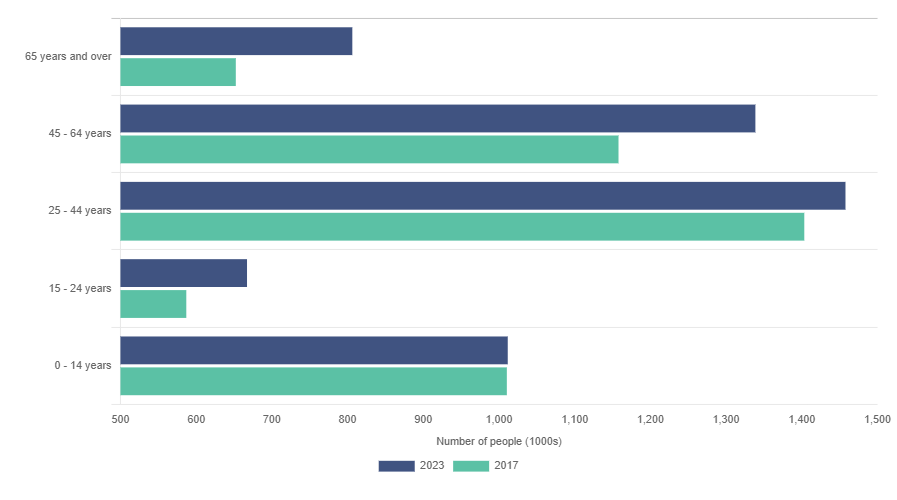 65 years and over
45 - 64 years
25 - 44 years
15 - 24 years
0 - 14 years
500 600 700 800 900 1,000 1,100 1,200 1,300 1,400 1,500
Number of people (1000s)
2023 2017